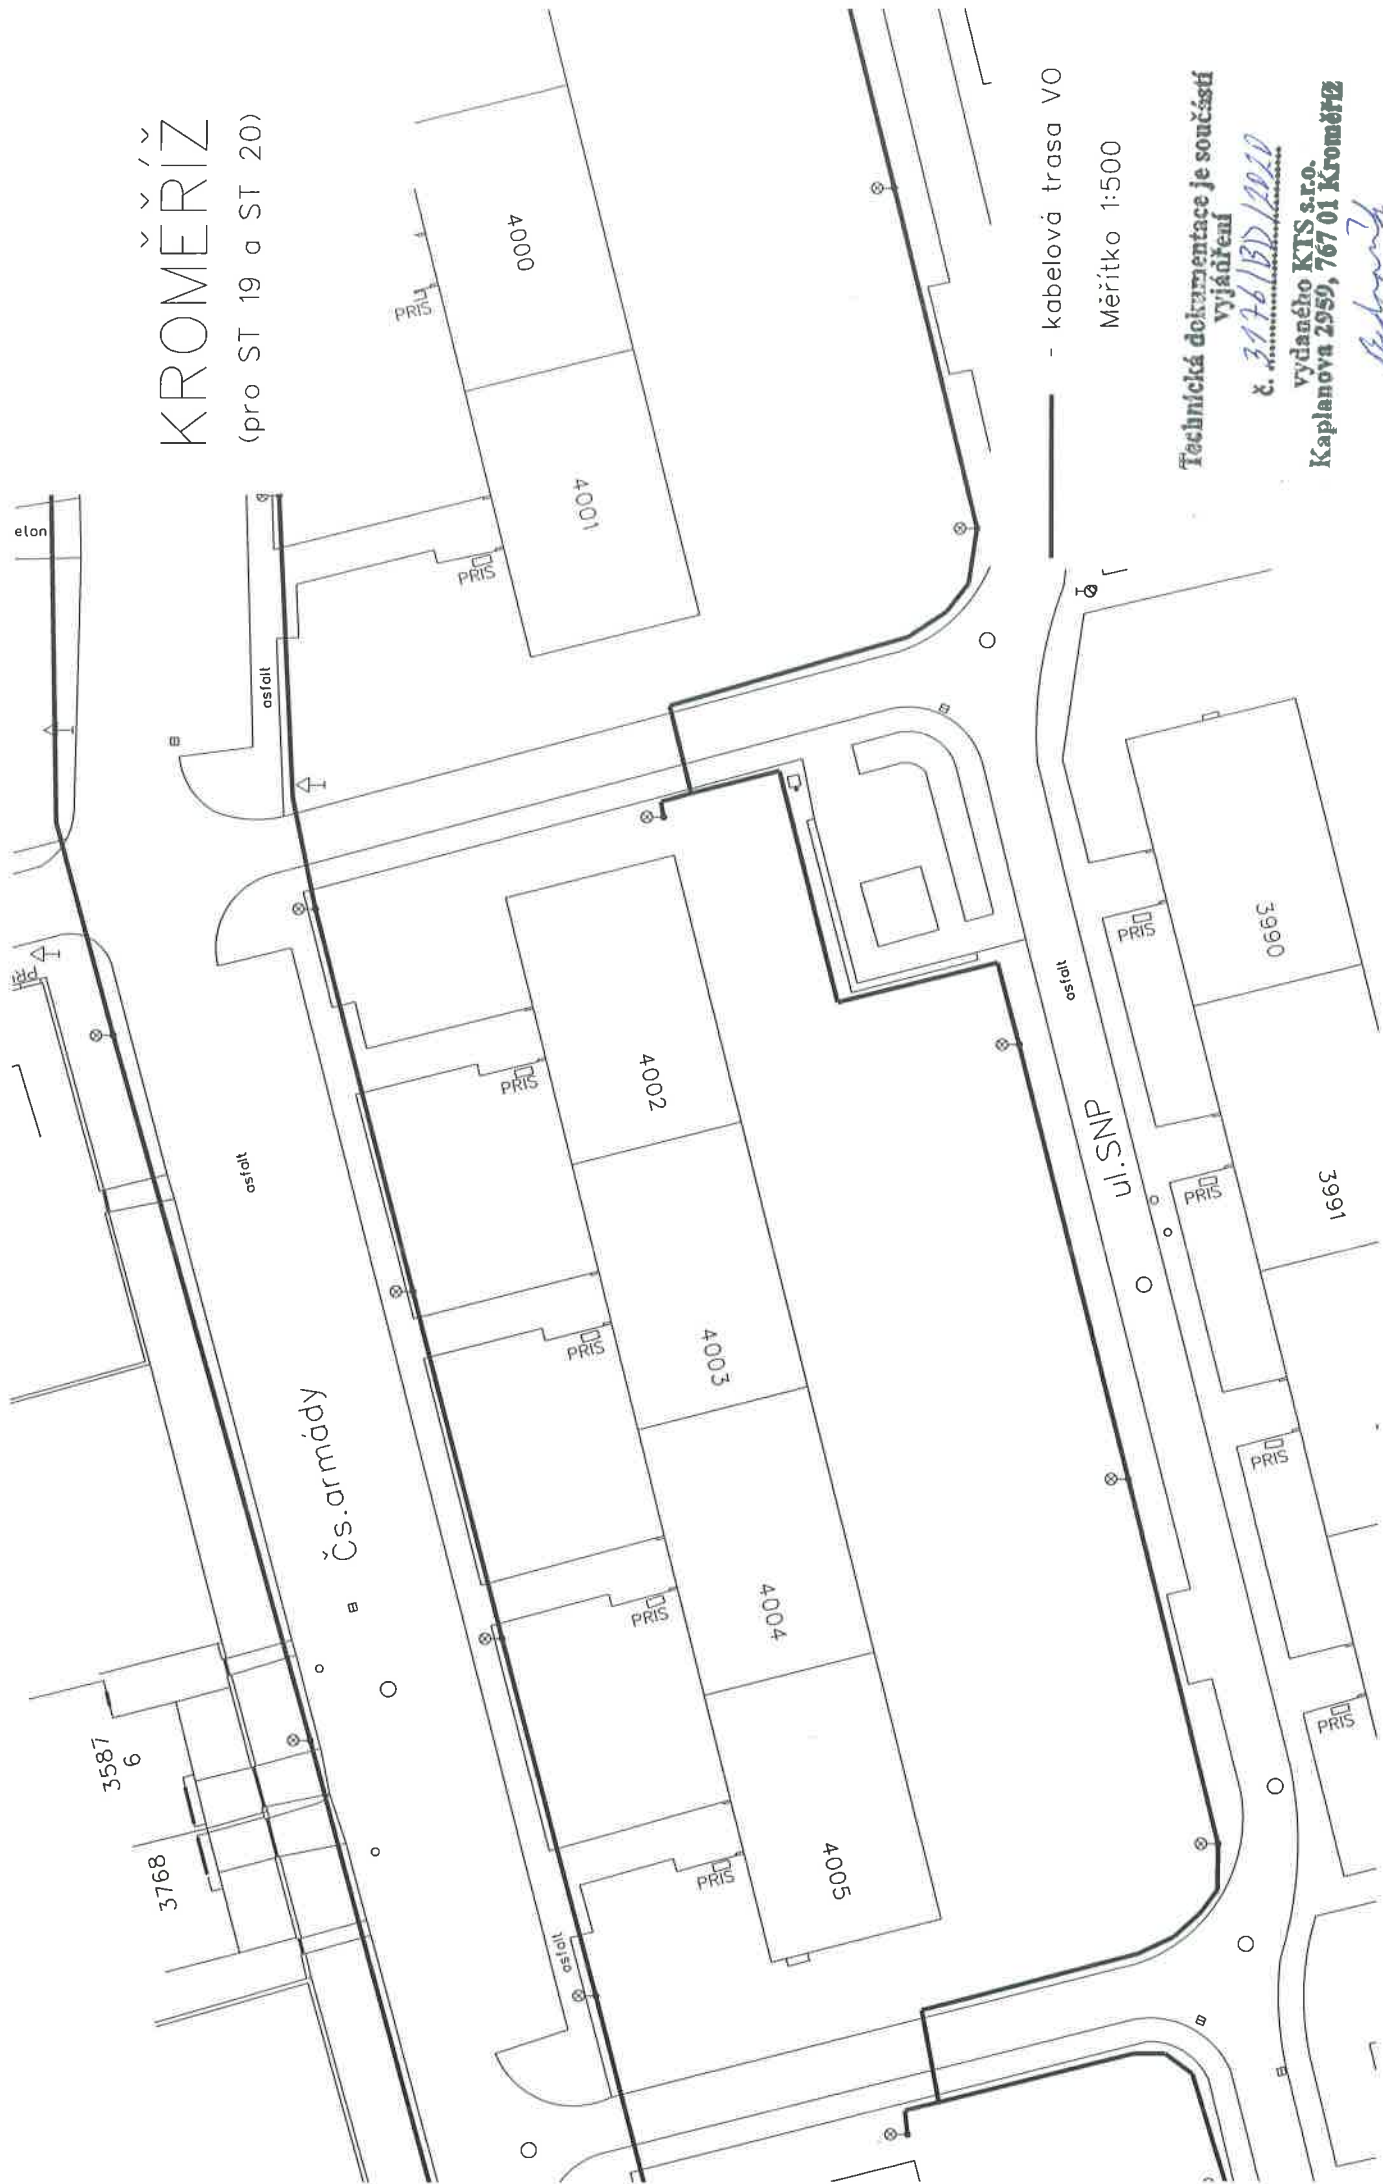 KROMĚŘÍŽ
(pro ST 19 a ST 20)
elon
asfalt
PRIS
4000
PRIS
4001
PRIS
asfalt
Čs.armády
3587
6
3768
PRIS
4002
PRIS
4003
PRIS
4004
PRIS
4005
asfalt
asfalt
ul.SNP
PRIS
3990
PRIS
3991
PRIS
PRIS
- kabelová trasa VO
Měřítko 1:500
Technická dokumentace je součástí
vyjádření
č. 3176/BD/2020
vydaného KTS s.r.o.
Kaplanova 2959, 767 01 Kroměříž